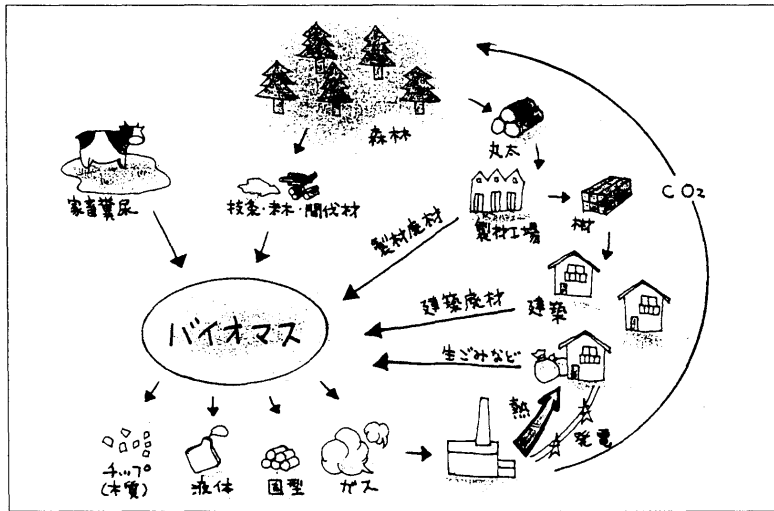 森林
丸太
CO2
家畜糞尿
枝条・末木・間伐材
製材工場
材
製材廃材
建築廃材
建築
バイオマス
生ごみなど
熱
発電
チップ
(木質)
液体
固型
ガス